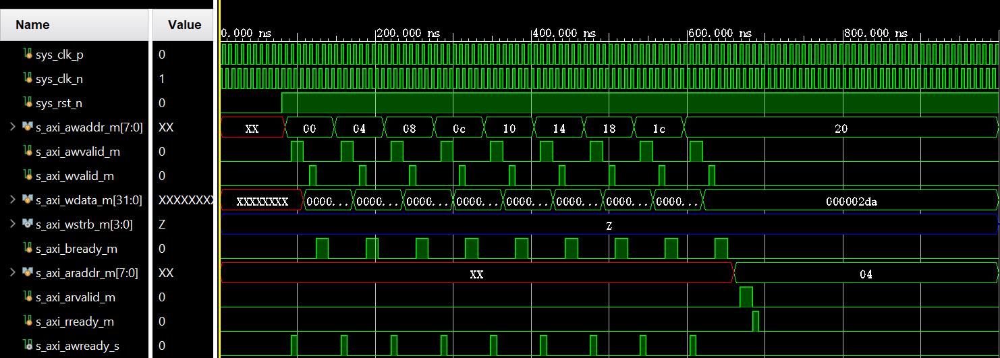 Name Value 0.000 ns 200.000 ns 400.000 ns 600.000 ns 800.000 ns
sys_clk_p 0
sys_clk_n 1
sys_rst_n 0
s_axi_awaddr_m[7:0] XX XX 00 04 08 0c 10 14 18 1c 20
s_axi_awvalid_m 0
s_axi_wvalid_m 0
s_axi_wdata_m[31:0] XXXXXXXX XXXXXXXX 0000... 0000... 0000... 0000... 0000... 0000... 0000... 0000... 000002da
s_axi_wstrb_m[3:0] Z Z
s_axi_bready_m 0
s_axi_araddr_m[7:0] XX XX 04
s_axi_arvalid_m 0
s_axi_rready_m 0
s_axi_awready_s 0